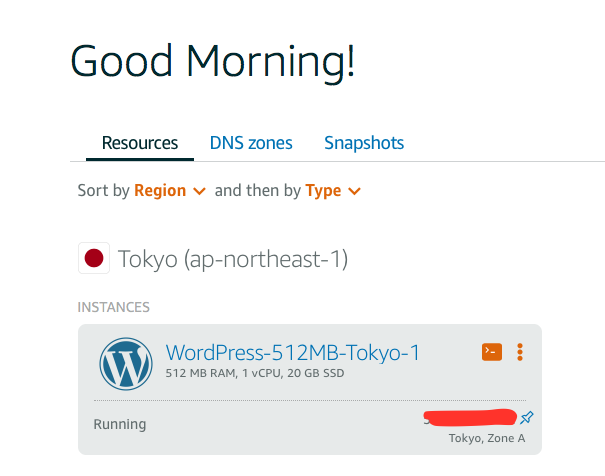 Good Morning!
Resources DNS zones Snapshots
Sort by Region and then by Type
Tokyo (ap-northeast-1)
INSTANCES
WordPress-512MB-Tokyo-1
512 MB RAM, 1 vCPU, 20 GB SSD
Running
Tokyo, Zone A